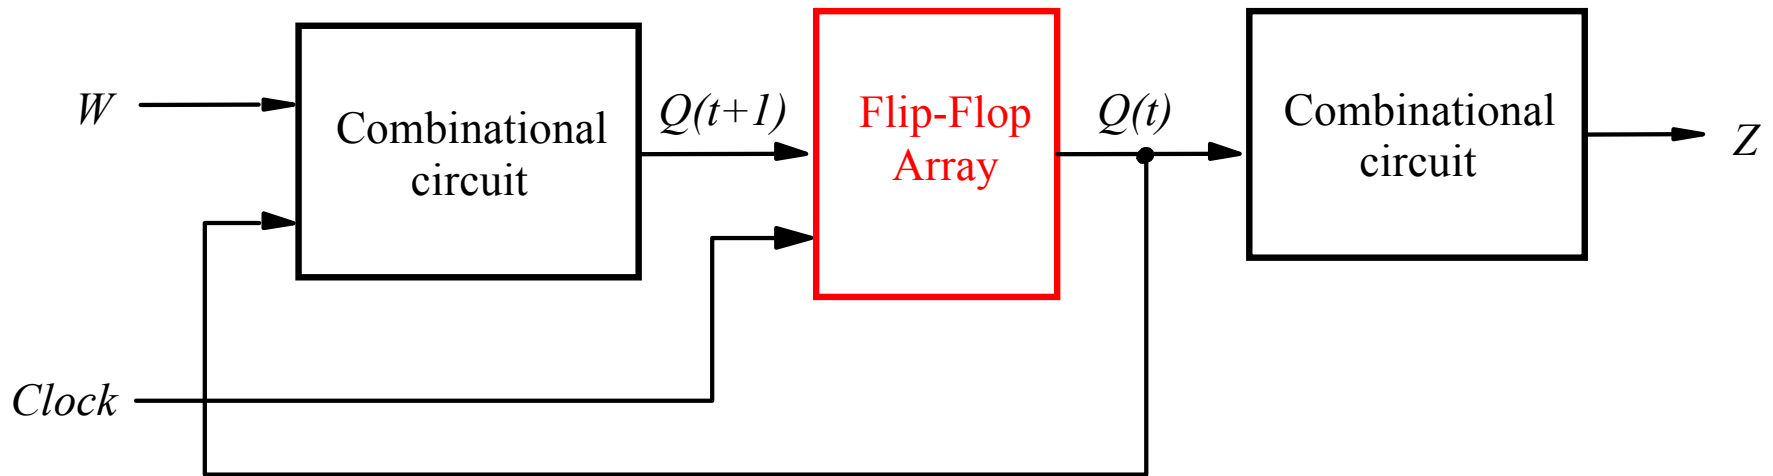 W
Combinational
circuit
Q(t+1)
Flip-Flop
Array
Q(t)
Combinational
circuit
Z
Clock